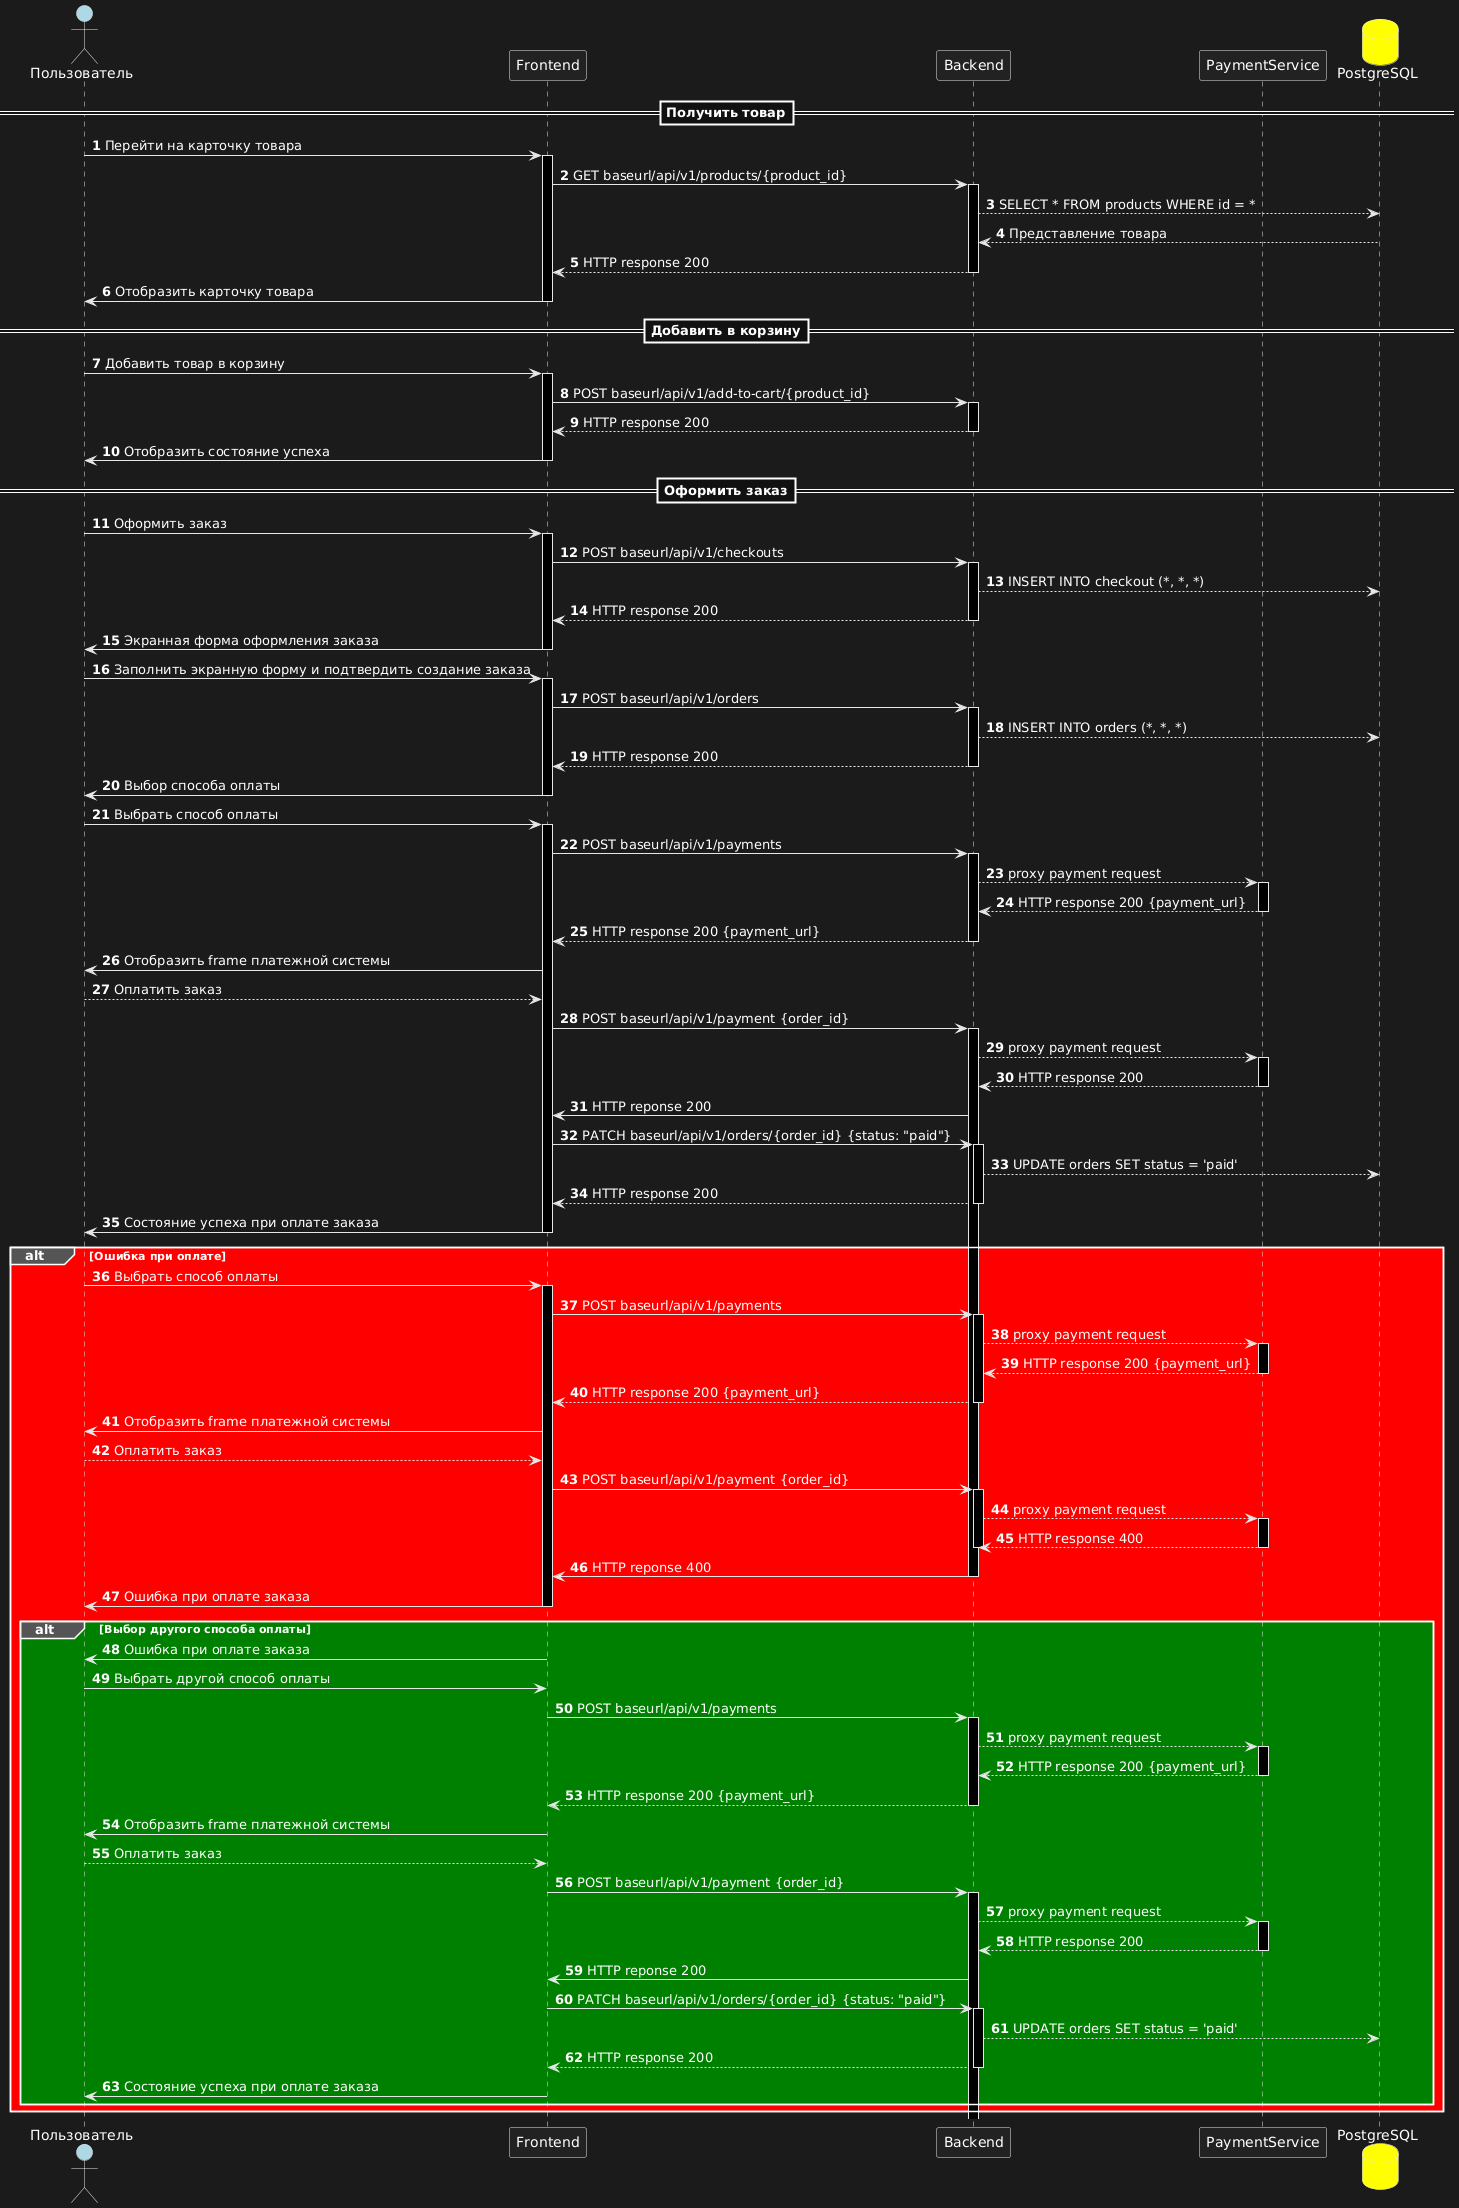 Пользователь
Frontend
Backend
PaymentService
PostgreSQL
Получить товар
1 Перейти на карточку товара
2 GET baseurl/api/v1/products/{product_id}
3 SELECT * FROM products WHERE id = *
4 Представление товара
5 HTTP response 200
6 Отобразить карточку товара
Добавить в корзину
7 Добавить товар в корзину
8 POST baseurl/api/v1/add-to-cart/{product_id}
9 HTTP response 200
10 Отобразить состояние успеха
Оформить заказ
11 Оформить заказ
12 POST baseurl/api/v1/checkouts
13 INSERT INTO checkout (*, *, *)
14 HTTP response 200
15 Экранная форма оформления заказа
16 Заполнить экранную форму и подтвердить создание заказа
17 POST baseurl/api/v1/orders
18 INSERT INTO orders (*, *, *)
19 HTTP response 200
20 Выбор способа оплаты
21 Выбрать способ оплаты
22 POST baseurl/api/v1/payments
23 proxy payment request
24 HTTP response 200 {payment_url}
25 HTTP response 200 {payment_url}
26 Отобразить frame платежной системы
27 Оплатить заказ
28 POST baseurl/api/v1/payment {order_id}
29 proxy payment request
30 HTTP response 200
31 HTTP reponse 200
32 PATCH baseurl/api/v1/orders/{order_id} {status: "paid"}
33 UPDATE orders SET status = 'paid'
34 HTTP response 200
35 Состояние успеха при оплате заказа
alt [Ошибка при оплате]
36 Выбрать способ оплаты
37 POST baseurl/api/v1/payments
38 proxy payment request
39 HTTP response 200 {payment_url}
40 HTTP response 200 {payment_url}
41 Отобразить frame платежной системы
42 Оплатить заказ
43 POST baseurl/api/v1/payment {order_id}
44 proxy payment request
45 HTTP response 400
46 HTTP reponse 400
47 Ошибка при оплате заказа
alt [Выбор другого способа оплаты]
48 Ошибка при оплате заказа
49 Выбрать другой способ оплаты
50 POST baseurl/api/v1/payments
51 proxy payment request
52 HTTP response 200 {payment_url}
53 HTTP response 200 {payment_url}
54 Отобразить frame платежной системы
55 Оплатить заказ
56 POST baseurl/api/v1/payment {order_id}
57 proxy payment request
58 HTTP response 200
59 HTTP reponse 200
60 PATCH baseurl/api/v1/orders/{order_id} {status: "paid"}
61 UPDATE orders SET status = 'paid'
62 HTTP response 200
63 Состояние успеха при оплате заказа
Пользователь
Frontend
Backend
PaymentService
PostgreSQL